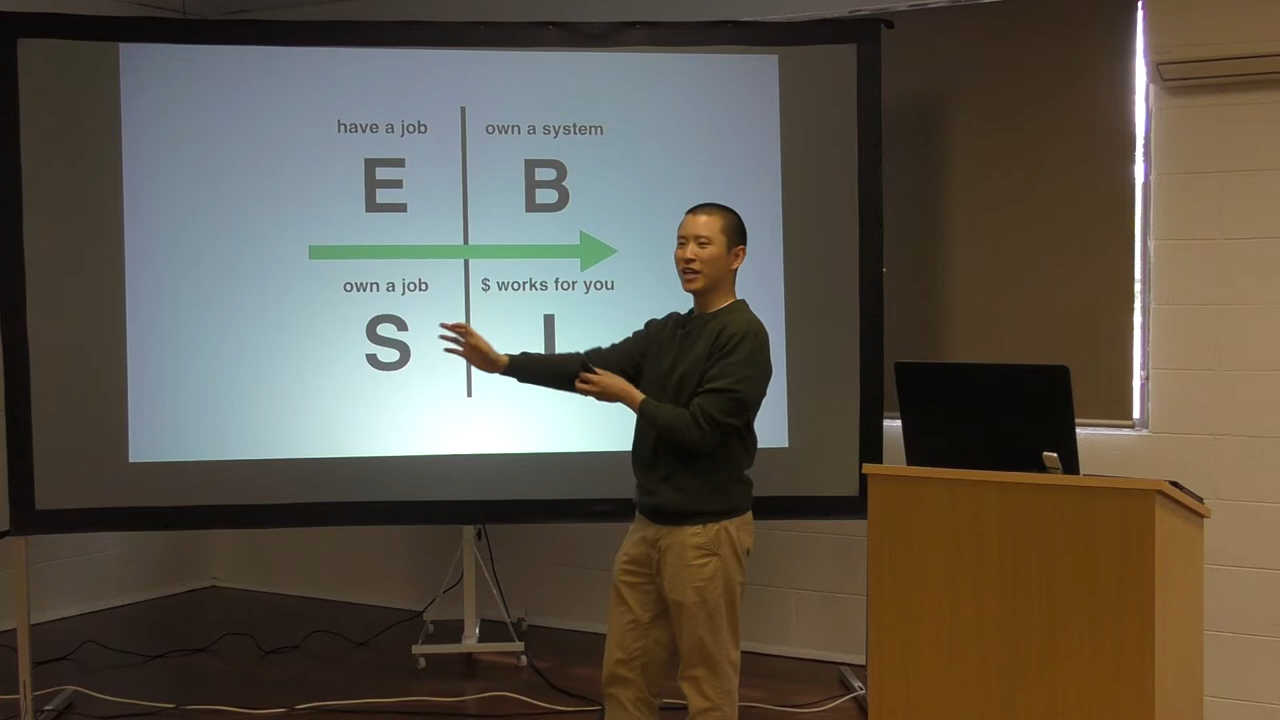 have a job
own a system
E
B
own a job
$ works for you
S
I